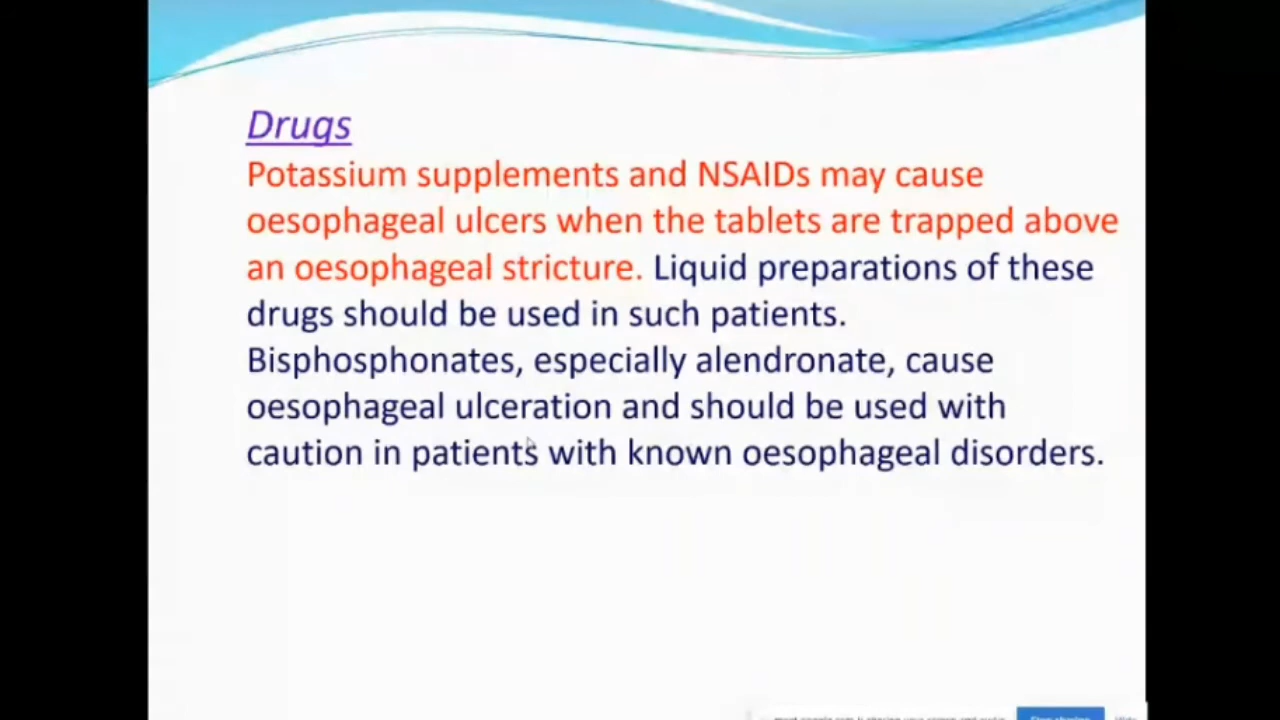 Drugs
Potassium supplements and NSAIDs may cause
oesophageal ulcers when the tablets are trapped above
an oesophageal stricture. Liquid preparations of these
drugs should be used in such patients.
Bisphosphonates, especially alendronate, cause
oesophageal ulceration and should be used with
caution in patients with known oesophageal disorders.